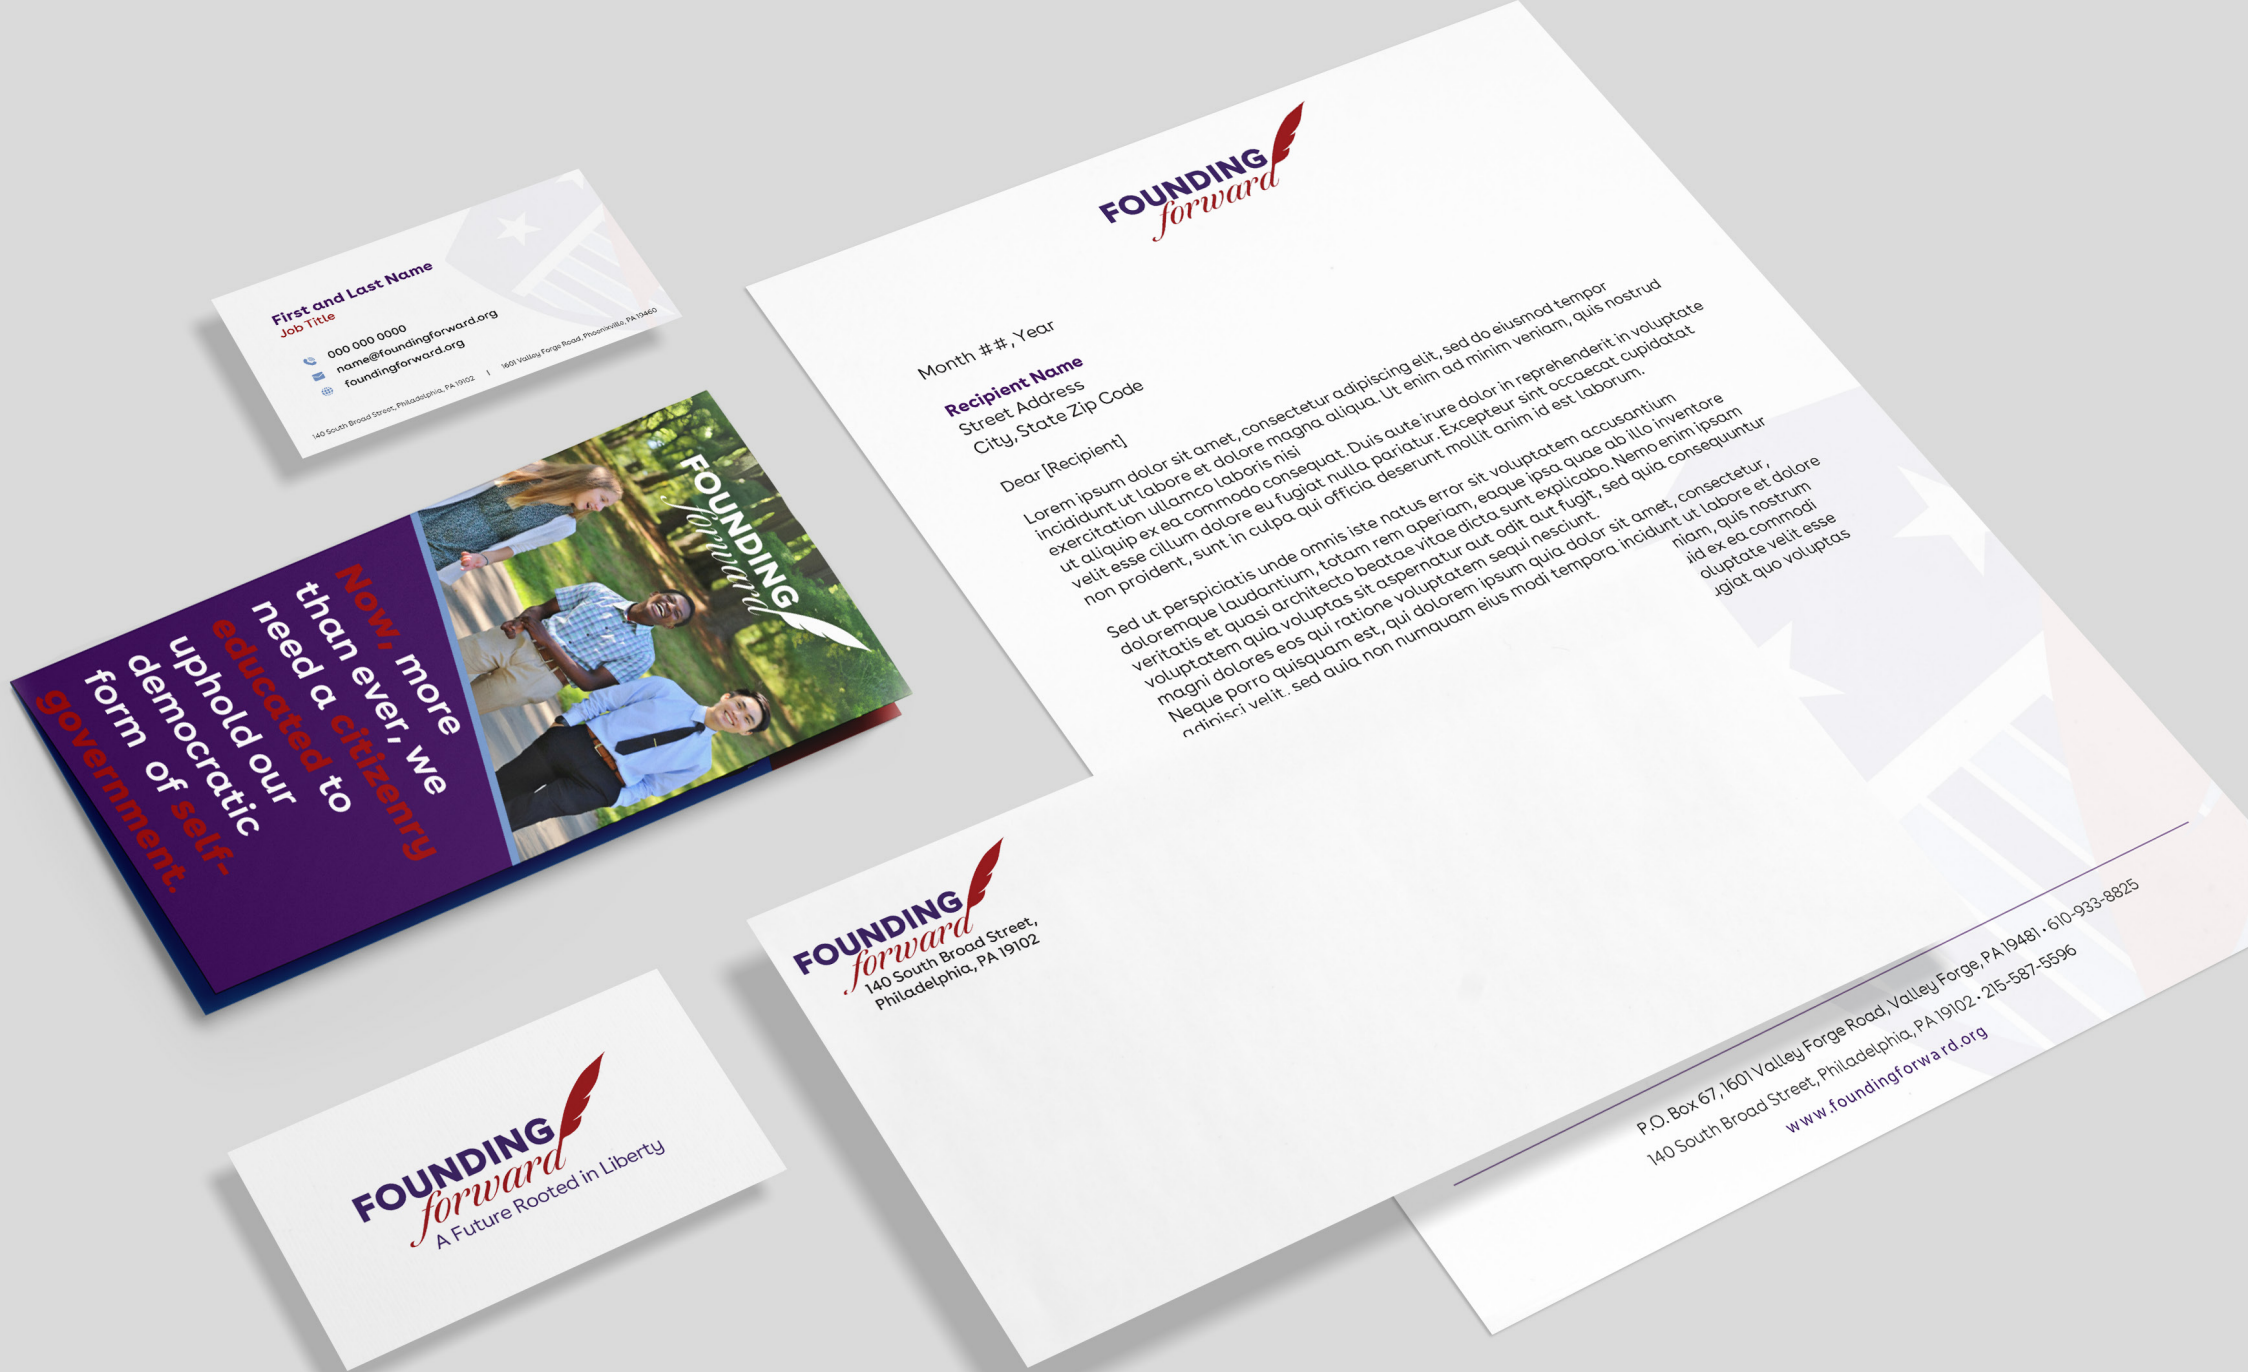 First and Last Name
Job Title
000 000 0000
name@foundingforward.org
foundingforward.org
140 South Broad Street, Philadelphia, PA 19102 | 1601 Valley Forge Road, Phoenixville, PA 19460
FOUNDING
forward
Now, more
than ever, we
need a citizenry
educated to
uphold our
democratic
form of self-
government.
FOUNDING
forward
A Future Rooted in Liberty
FOUNDING
forward
Month ##, Year
Recipient Name
Street Address
City, State Zip Code
Dear [Recipient]
Lorem ipsum dolor sit amet, consectetur adipiscing elit, sed do eiusmod tempor
incididunt ut labore et dolore magna aliqua. Ut enim ad minim veniam, quis nostrud
exercitation ullamco laboris nisi
ut aliquip ex ea commodo consequat. Duis aute irure dolor in reprehenderit in voluptate
velit esse cillum dolore eu fugiat nulla pariatur. Excepteur sint occaecat cupidatat
non proident, sunt in culpa qui officia deserunt mollit anim id est laborum.
Sed ut perspiciatis unde omnis iste natus error sit voluptatem accusantium
doloremque laudantium, totam rem aperiam, eaque ipsa quae ab illo inventore
veritatis et quasi architecto beatae vitae dicta sunt explicabo. Nemo enim ipsam
voluptatem quia voluptas sit aspernatur aut odit aut fugit, sed quia consequuntur
magni dolores eos qui ratione voluptatem sequi nesciunt.
Neque porro quisquam est, qui dolorem ipsum quia dolor sit amet, consectetur,
adipisci velit, sed quia non numquam eius modi tempora incidunt ut labore et dolore
quis nostrum
ex ea commodi
velit esse
quo voluptas
P.O. Box 67, 1601 Valley Forge Road, Valley Forge, PA 19481 • 610-933-8825
140 South Broad Street, Philadelphia, PA 19102 • 215-587-5596
www.foundingforward.org
FOUNDING
forward
140 South Broad Street,
Philadelphia, PA 19102